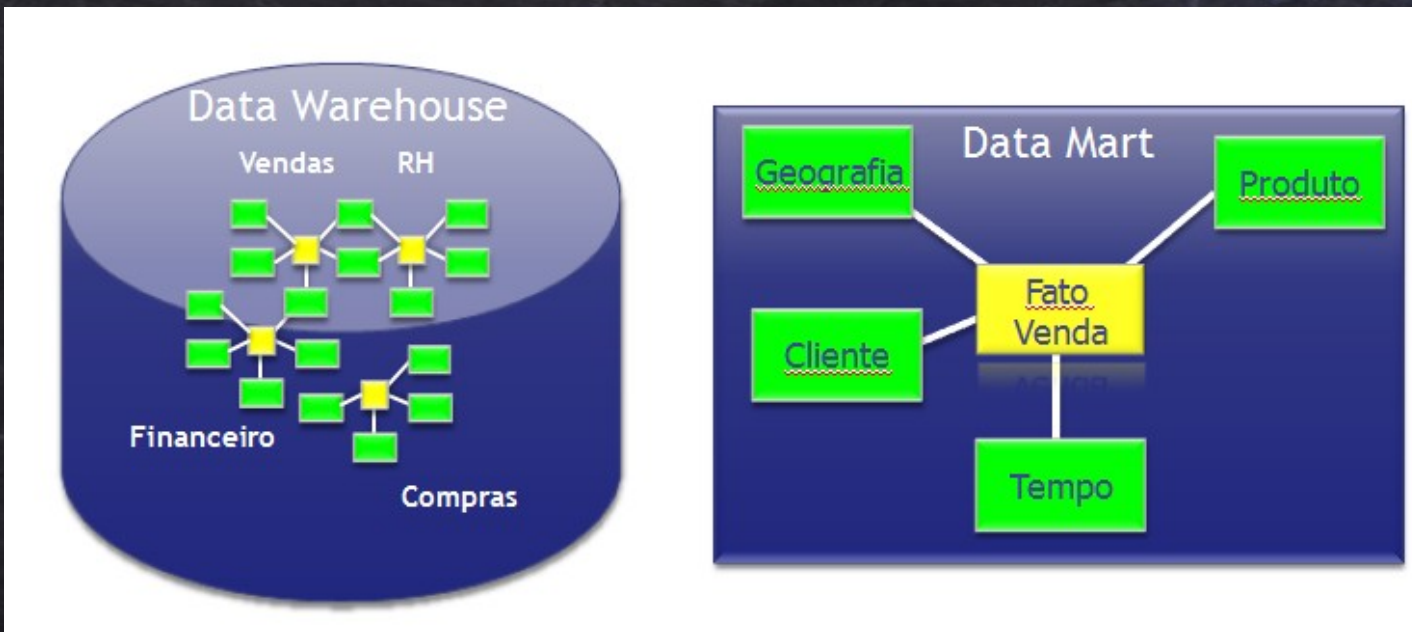 Data Warehouse
Vendas
RH
Financeiro
Compras
Data Mart
Geografia
Produto
Fato
Venda
Cliente
Tempo